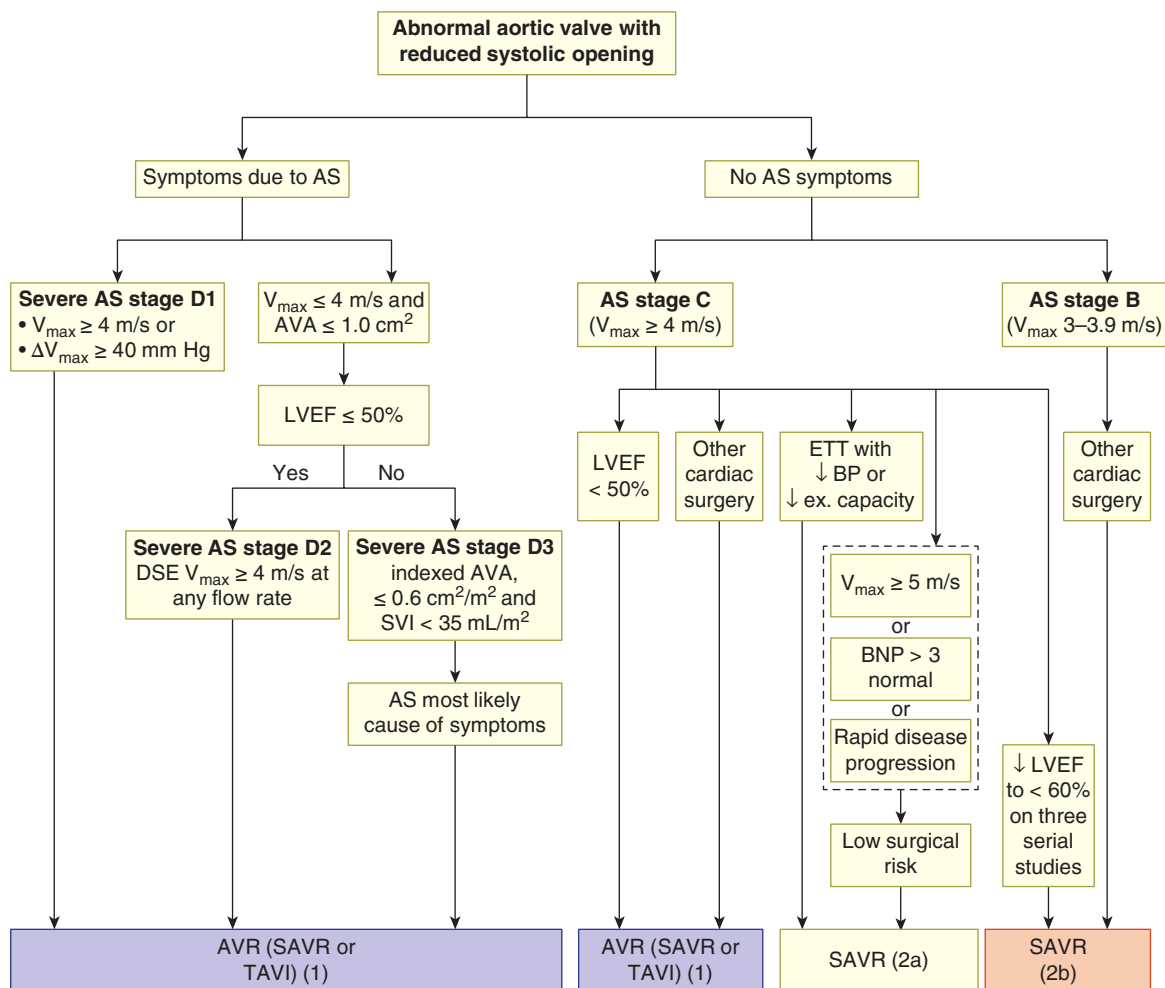 Abnormal aortic valve with
reduced systolic opening
Symptoms due to AS
No AS symptoms
Severe AS stage D1
• Vmax ≥ 4 m/s or
• ΔVmax ≥ 40 mm Hg
Vmax ≤ 4 m/s and
AVA ≤ 1.0 cm²
AS stage C
(Vmax ≥ 4 m/s)
AS stage B
(Vmax 3–3.9 m/s)
LVEF ≤ 50%
Yes
No
LVEF
< 50%
Other
cardiac
surgery
ETT with
↓ BP or
↓ ex. capacity
Other
cardiac
surgery
Severe AS stage D2
DSE Vmax ≥ 4 m/s at
any flow rate
Severe AS stage D3
indexed AVA,
≤ 0.6 cm²/m² and
SVI < 35 mL/m²
Vmax ≥ 5 m/s
or
BNP > 3
normal
or
Rapid disease
progression
AS most likely
cause of symptoms
↓ LVEF
to < 60%
on three
serial
studies
Low surgical
risk
AVR (SAVR or
TAVI) (1)
AVR (SAVR or
TAVI) (1)
SAVR (2a)
SAVR
(2b)